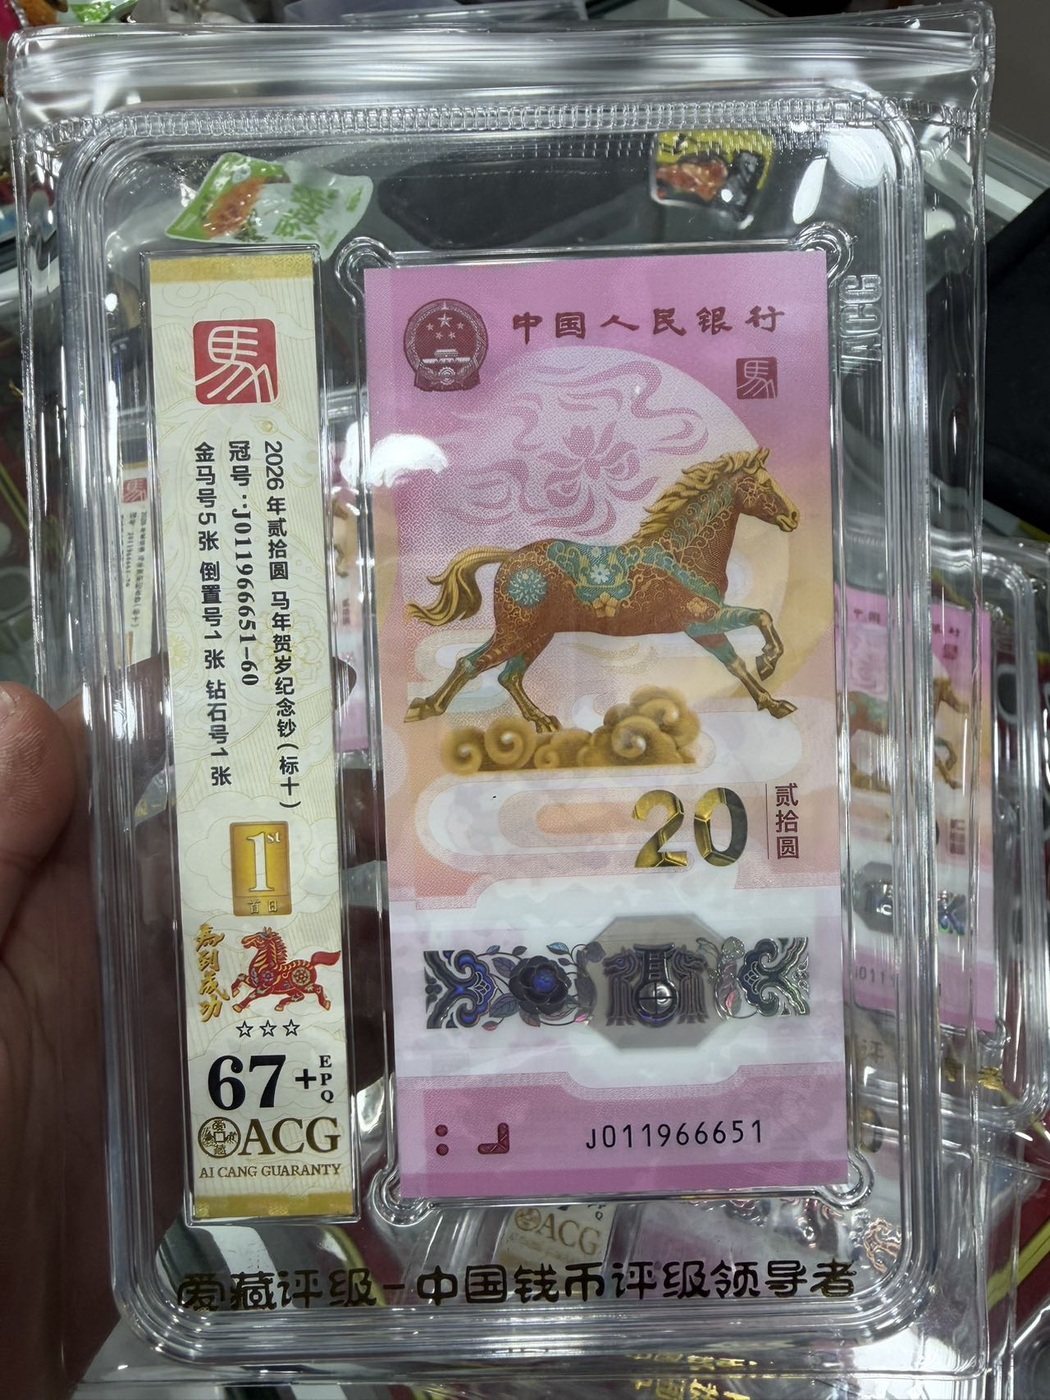 馬
2026年贰拾圆 马年贺岁纪念钞(标十)
冠号:J011966651-60
金马号5张 倒置号1张 钻石号1张
1st
首日
馬到成功
☆☆☆
67+EPQ
ACG
AI CANG GUARANTY
中国人民银行
馬
20
贰拾圆
J011966651
ACG
爱藏评级-中国钱币评级领导者
ACG